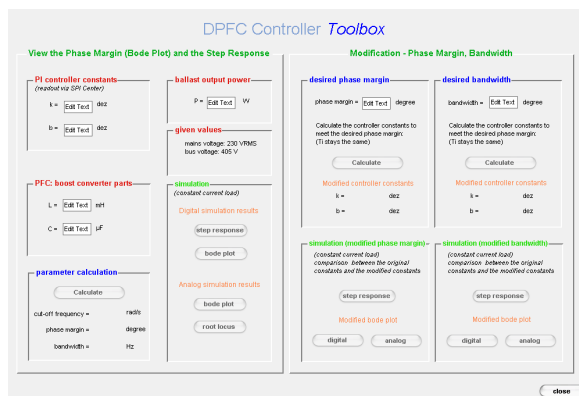 DPFC Controller Toolbox
View the Phase Margin (Bode Plot) and the Step Response
PI controller constants
(readout via SPI Center)
k = Edit Text dez
b = Edit Text dez
PFC: boost converter parts
L = Edit Text mH
C = Edit Text µF
parameter calculation
Calculate
cut-off frequency = rad/s
phase margin = degree
bandwidth = Hz
ballast output power
P = Edit Text W
given values
mains voltage: 230 VRMS
bus voltage: 405 V
simulation
(constant current load)
Digital simulation results
step response
bode plot
Analog simulation results
bode plot
root locus
Modification - Phase Margin, Bandwidth
desired phase margin
phase margin = Edit Text degree
Calculate the controller constants to
meet the desired phase margin:
(Ti stays the same)
Calculate
Modified controller constants
k = dez
b = dez
simulation (modified phase margin)
(constant current load)
comparison between the original
constants and the modified constants
step response
Modified bode plot
digital analog
desired bandwidth
bandwidth = Edit Text degree
Calculate the controller constants to
meet the desired phase margin:
(Ti stays the same)
Calculate
Modified controller constants
k = dez
b = dez
simulation (modified bandwidth)
(constant current load)
comparison between the original
constants and the modified constants
step response
Modified bode plot
digital analog
close